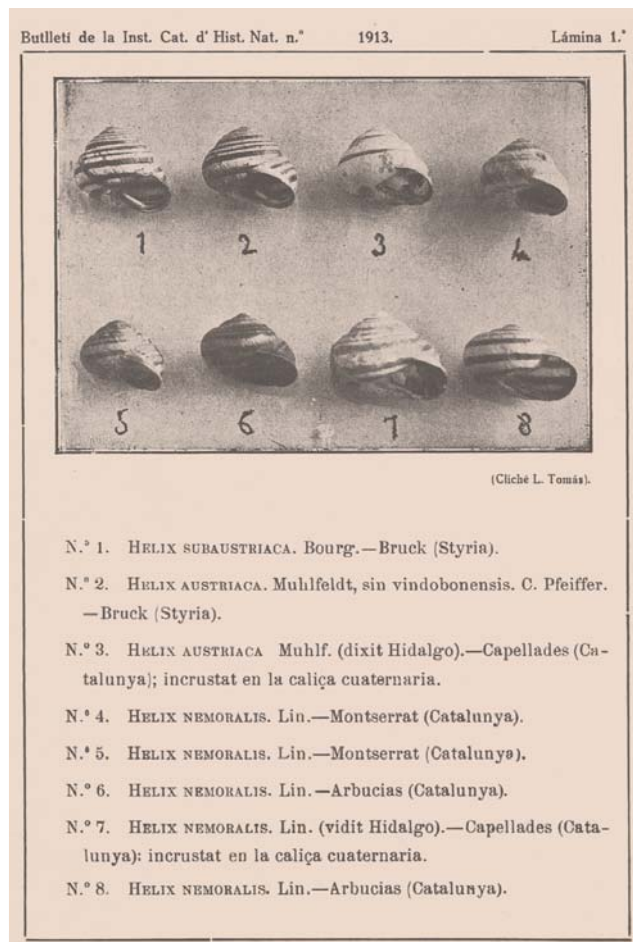 Butlletí de la Inst. Cat. d' Hist. Nat. n.º 1913. Lámina 1.ª
1 2 3 4
5 6 7 8
(Cliché L. Tomás).
N.º 1. HELIX SUBAUSTRIACA. Bourg.—Bruck (Styria).
N.º 2. HELIX AUSTRIACA. Muhlfeldt, sin vindobonensis. C. Pfeiffer.
—Bruck (Styria).
N.º 3. HELIX AUSTRIACA Muhlf. (dixit Hidalgo).—Capellades (Ca-
talunya); incrustat en la caliça cuaternaria.
N.º 4. HELIX NEMORALIS. Lin.—Montserrat (Catalunya).
N.º 5. HELIX NEMORALIS. Lin.—Montserrat (Catalunya).
N.º 6. HELIX NEMORALIS. Lin.—Arbucias (Catalunya).
N.º 7. HELIX NEMORALIS. Lin. (vidit Hidalgo).—Capellades (Cata-
lunya): incrustat en la caliça cuaternaria.
N.º 8. HELIX NEMORALIS. Lin.—Arbucias (Catalunya).